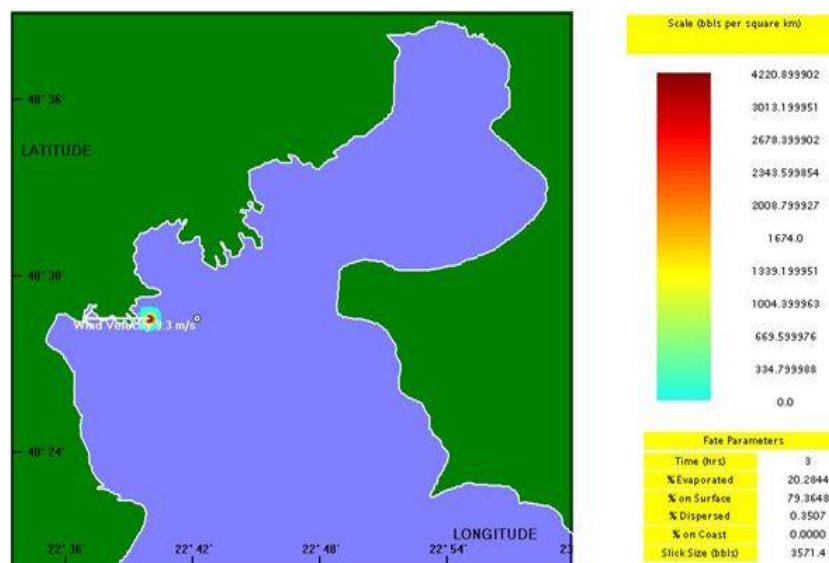 Scale (bbls per square km)
4220.899902
40° 36'
3013.199951
LATITUDE
2678.399902
2343.599854
2008.799927
1674.0
40° 30'
1339.199951
1004.399963
Wind Velocity 3.3 m/s
669.599976
334.799988
0.0
Fate Parameters
40° 24'
Time (hrs) 3
% Evaporated 20.2844
% on Surface 79.3648
% Dispersed 0.3507
LONGITUDE
% on Coast 0.0000
22° 36' 22° 42' 22° 48' 22° 54' 23
Slick Size (bbls) 3571.4